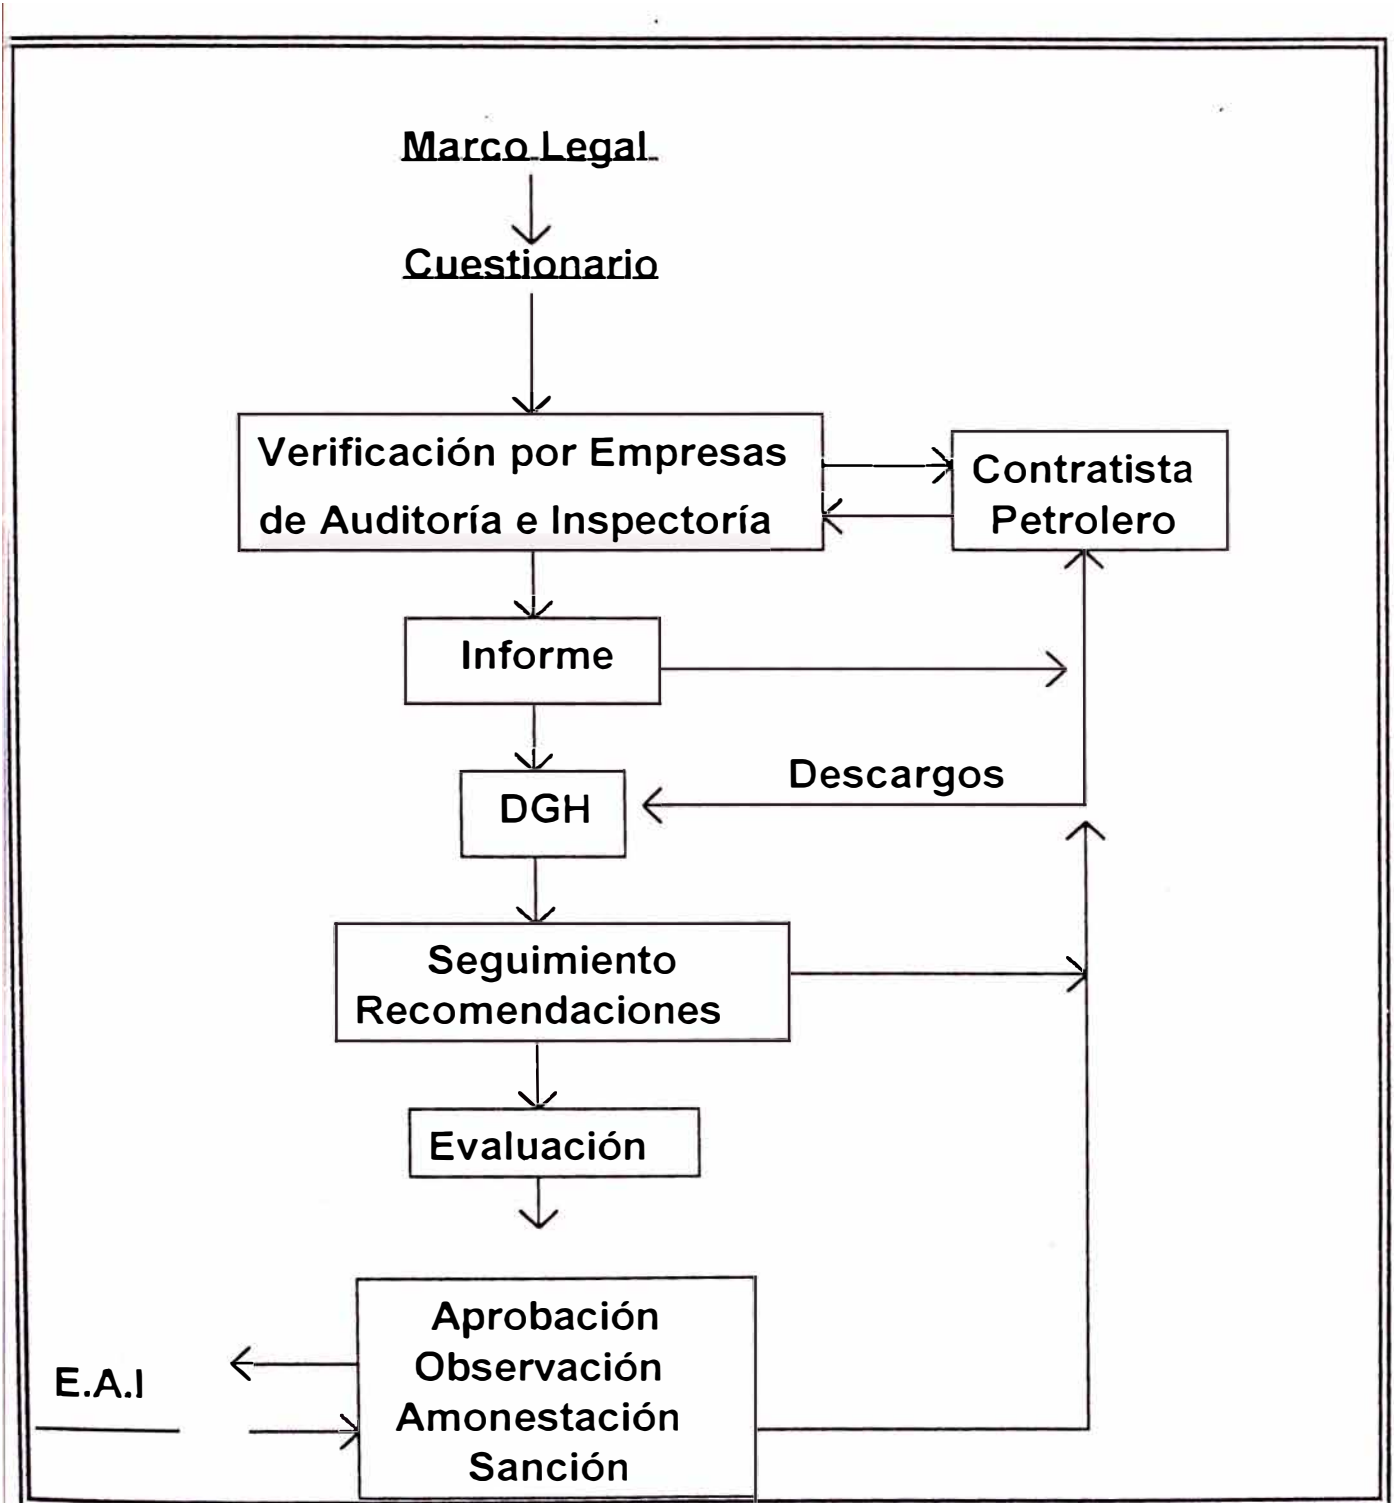 Marco Legal
Cuestionario
Verificación por Empresas
de Auditoría e Inspectoría
Contratista
Petrolero
Informe
Descargos
DGH
Seguimiento
Recomendaciones
Evaluación
Aprobación
Observación
Amonestación
Sanción
E.A.I